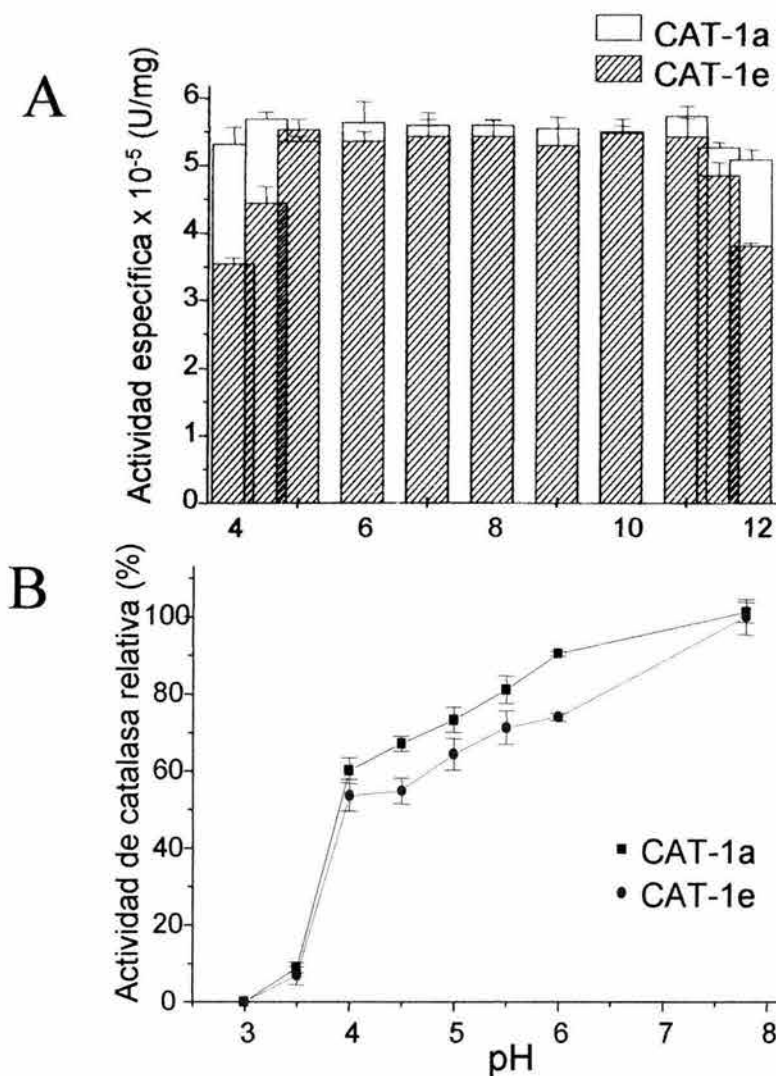 CAT-1a
CAT-1e
A
Actividad específica x 10⁻⁵ (U/mg)
6
5
4
3
2
1
0
4 6 8 10 12
B
Actividad de catalasa relativa (%)
100
80
60
40
20
0
CAT-1a
CAT-1e
3 4 5 6 7 8
pH